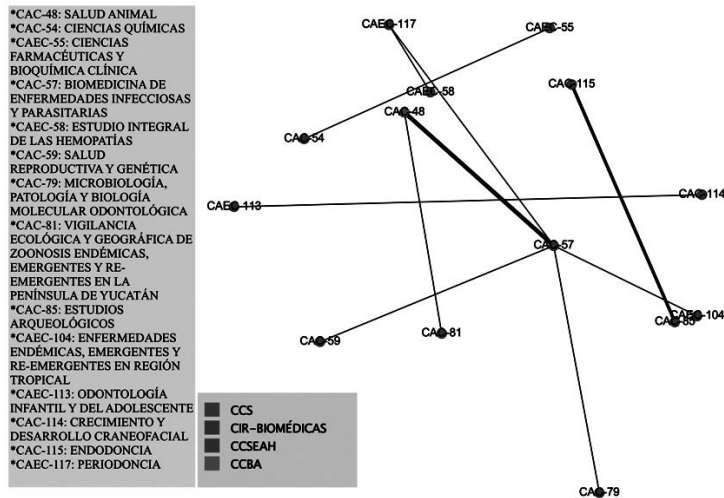 *CAC-48: SALUD ANIMAL
*CAC-54: CIENCIAS QUÍMICAS
*CAEC-55: CIENCIAS
FARMACÉUTICAS Y
BIOQUÍMICA CLÍNICA
*CAC-57: BIOMEDICINA DE
ENFERMEDADES INFECCIOSAS
Y PARASITARIAS
*CAEC-58: ESTUDIO INTEGRAL
DE LAS HEMOPATÍAS
*CAC-59: SALUD
REPRODUCTIVA Y GENÉTICA
*CAC-79: MICROBIOLOGÍA,
PATOLOGÍA Y BIOLOGÍA
MOLECULAR ODONTOLÓGICA
*CAC-81: VIGILANCIA
ECOLÓGICA Y GEOGRÁFICA DE
ZOONOSIS ENDÉMICAS,
EMERGENTES Y RE-
EMERGENTES EN LA
PENÍNSULA DE YUCATÁN
*CAC-85: ESTUDIOS
ARQUEOLÓGICOS
*CAEC-104: ENFERMEDADES
ENDÉMICAS, EMERGENTES Y
RE-EMERGENTES EN REGIÓN
TROPICAL
*CAEC-113: ODONTOLOGÍA
INFANTIL Y DEL ADOLESCENTE
*CAC-114: CRECIMIENTO Y
DESARROLLO CRANEOFACIAL
*CAC-115: ENDODONCIA
*CAEC-117: PERIODONCIA
CAEC-117
CAEC-55
CAEC-58
CAC-115
CAC-48
CAC-54
CAEC-113
CAC-114
CAC-57
CAEC-104
CAC-85
CAC-59
CAC-81
CAC-79
CCS
CIR-BIOMÉDICAS
CCSEAH
CCBA